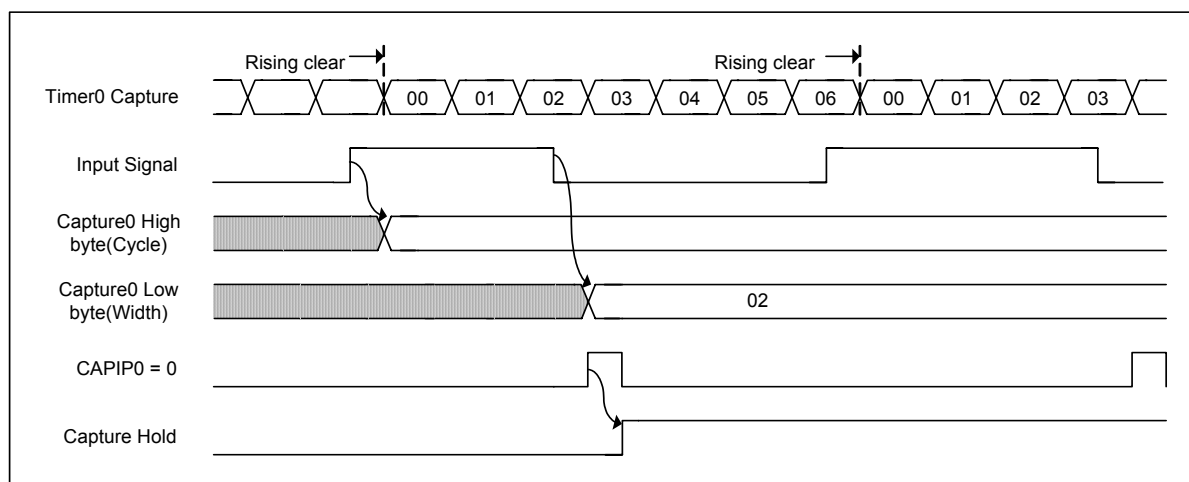 Rising clear
Rising clear
Timer0 Capture
00 01 02 03 04 05 06 00 01 02 03
Input Signal
Capture0 High
byte(Cycle)
Capture0 Low
byte(Width)
02
CAPIP0 = 0
Capture Hold